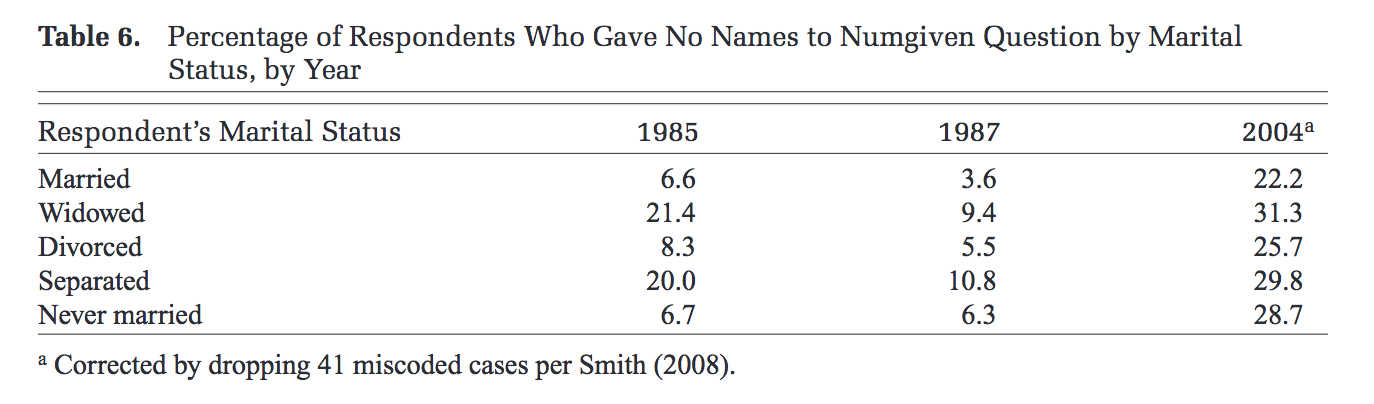 Table 6. Percentage of Respondents Who Gave No Names to Numgiven Question by Marital
Status, by Year
Respondent's Marital Status 1985 1987 2004ᵃ
Married 6.6 3.6 22.2
Widowed 21.4 9.4 31.3
Divorced 8.3 5.5 25.7
Separated 20.0 10.8 29.8
Never married 6.7 6.3 28.7
ᵃ Corrected by dropping 41 miscoded cases per Smith (2008).